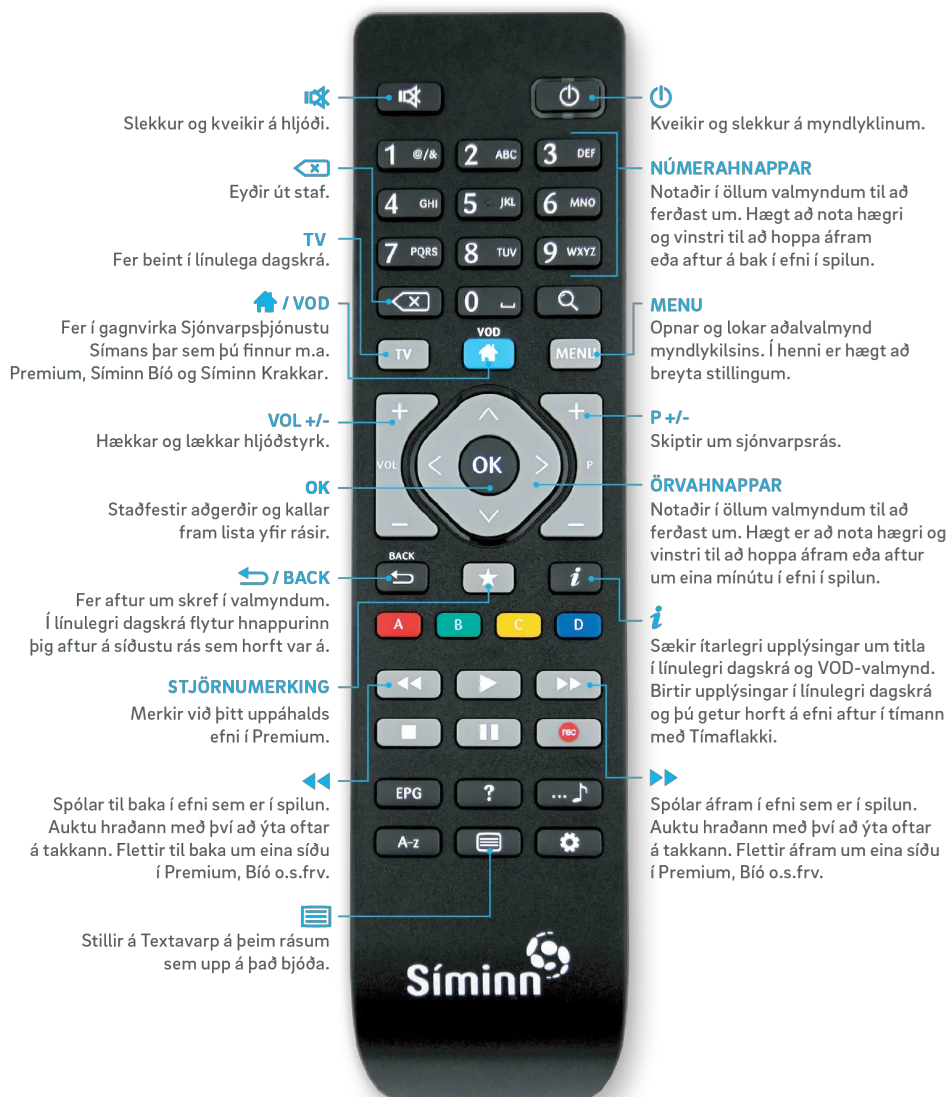 Slekkur og kveikir á hljóði.
Eyðir út staf.
TV
Fer beint í línulega dagskrá.
/ VOD
Fer í gagnvirka Sjónvarpsþjónustu
Símans þar sem þú finnur m.a.
Premium, Síminn Bíó og Síminn Krakkar.
VOL +/-
Hækkar og lækkar hljóðstyrk.
OK
Staðfestir aðgerðir og kallar
fram lista yfir rásir.
/ BACK
Fer aftur um skref í valmyndum.
Í línulegri dagskrá flytur hnappurinn
þig aftur á síðustu rás sem horft var á.
STJÖRNUMERKING
Merkir við þitt uppáhalds
efni í Premium.
Spólar til baka í efni sem er í spilun.
Auktu hraðann með því að ýta oftar
á takkann. Flettir til baka um eina síðu
í Premium, Bíó o.s.frv.
Stillir á Textavarp á þeim rásum
sem upp á það bjóða.
1 @/& 2 ABC 3 DEF
4 GHI 5 JKL 6 MNO
7 PQRS 8 TUV 9 WXYZ
0
VOD
TV MENU
+ +
VOL OK P
– –
BACK
i
A B C D
rec
EPG ? ...
A-z
Síminn
Kveikir og slekkur á myndlyklinum.
NÚMERAHNAPPAR
Notaðir í öllum valmyndum til að
ferðast um. Hægt að nota hægri
og vinstri til að hoppa áfram
eða aftur á bak í efni í spilun.
MENU
Opnar og lokar aðalvalmynd
myndlykilsins. Í henni er hægt að
breyta stillingum.
P +/-
Skiptir um sjónvarpsrás.
ÖRVAHNAPPAR
Notaðir í öllum valmyndum til að
ferðast um. Hægt er að nota hægri og
vinstri til að hoppa áfram eða aftur
um eina mínútu í efni í spilun.
i
Sækir ítarlegri upplýsingar um titla
í línulegri dagskrá og VOD-valmynd.
Birtir upplýsingar í línulegri dagskrá
og þú getur horft á efni aftur í tímann
með Tímaflakki.
Spólar áfram í efni sem er í spilun.
Auktu hraðann með því að ýta oftar
á takkann. Flettir áfram um eina síðu
í Premium, Bíó o.s.frv.